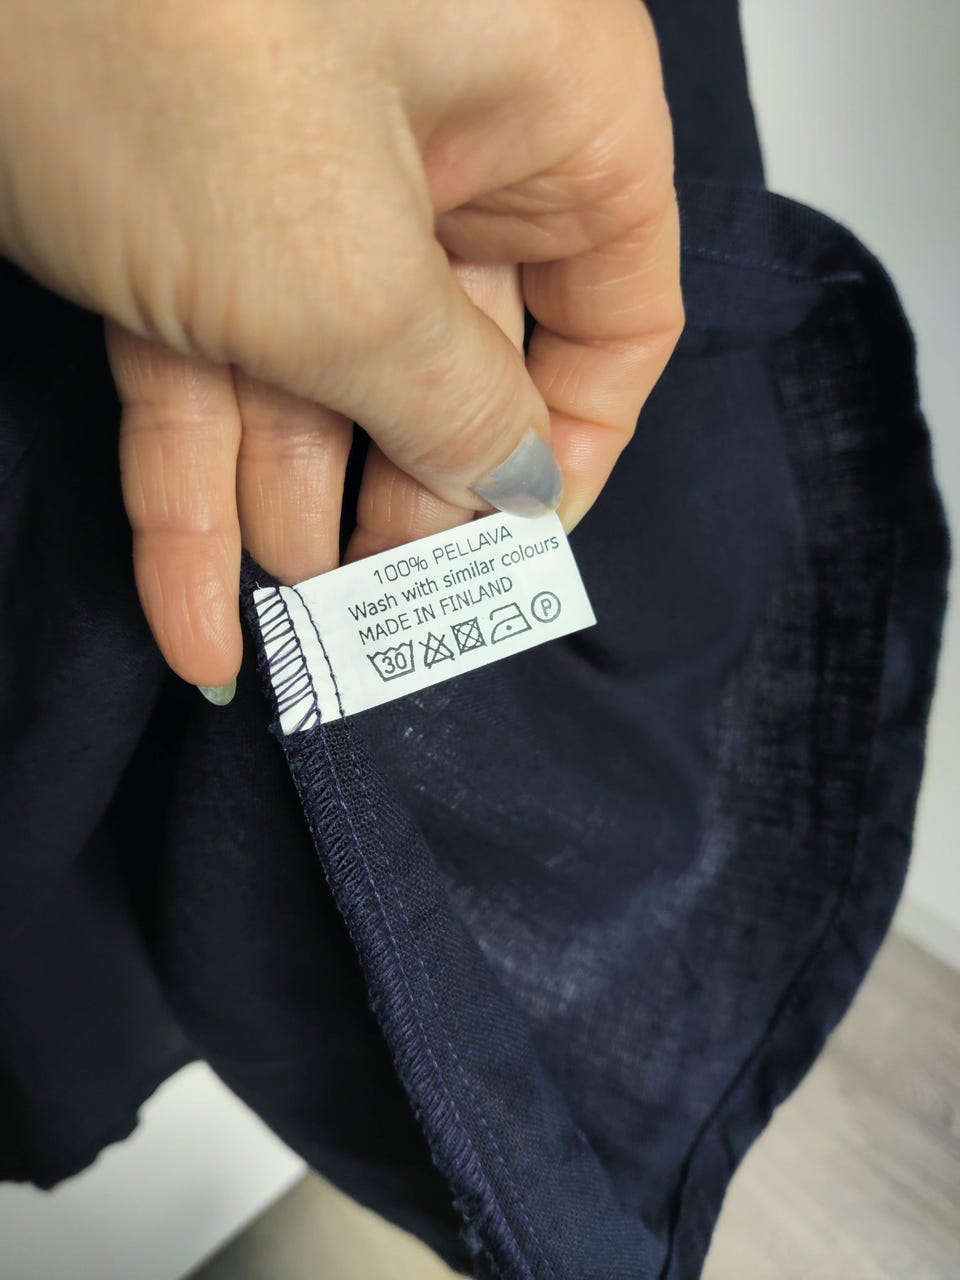 100% PELLAVA
Wash with similar colours
MADE IN FINLAND
30 P